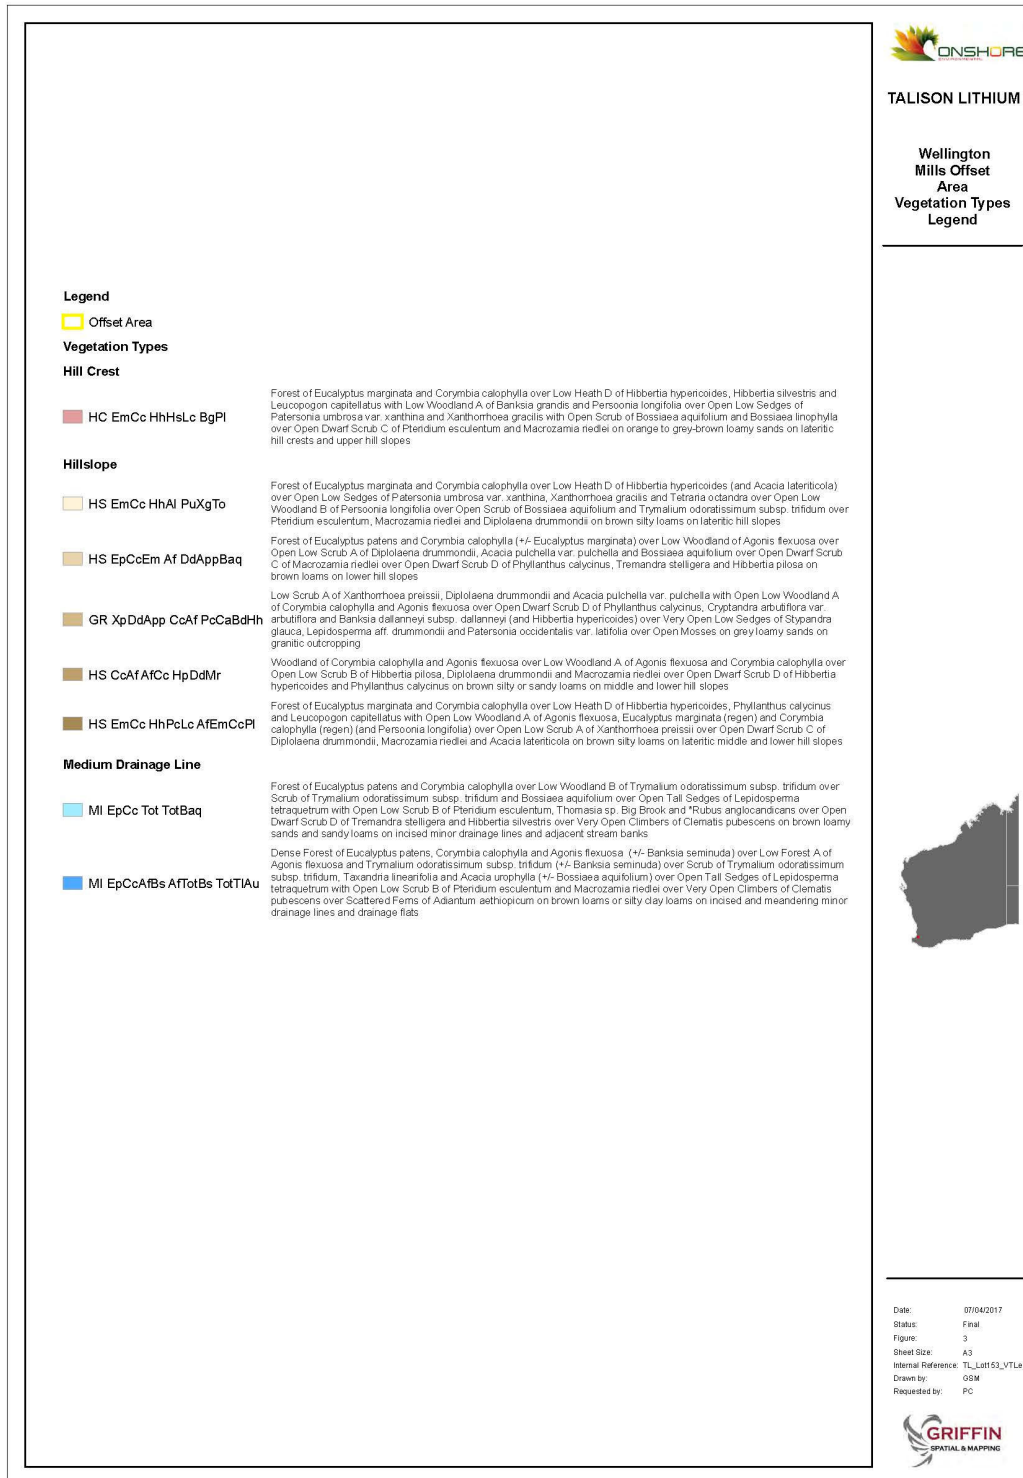 Legend
Offset Area
Vegetation Types
Hill Crest
HC EmCc HhHsLc BgPl
Forest of Eucalyptus marginata and Corymbia calophylla over Low Heath D of Hibbertia hypericoides, Hibbertia silvestris and
Leucopogon capitellatus with Low Woodland A of Banksia grandis and Persoonia longifolia over Open Low Sedges of
Patersonia umbrosa var. xanthina and Xanthorrhoea gracilis with Open Scrub of Bossiaea aquifolium and Bossiaea linophylla
over Open Dwarf Scrub C of Pteridium esculentum and Macrozamia riedlei on orange to grey-brown loamy sands on lateritic
hill crests and upper hill slopes
Hillslope
HS EmCc HhAl PuXgTo
Forest of Eucalyptus marginata and Corymbia calophylla over Low Heath D of Hibbertia hypericoides (and Acacia lateriticola)
over Open Low Sedges of Patersonia umbrosa var. xanthina, Xanthorrhoea gracilis and Tetraria octandra over Open Low
Woodland B of Persoonia longifolia over Open Scrub of Bossiaea aquifolium and Trymalium odoratissimum subsp. trifidum over
Pteridium esculentum, Macrozamia riedlei and Diplolaena drummondii on brown silty loams on lateritic hill slopes
HS EpCcEm Af DdAppBaq
Forest of Eucalyptus patens and Corymbia calophylla (+/- Eucalyptus marginata) over Low Woodland of Agonis flexuosa over
Open Low Scrub A of Diplolaena drummondii, Acacia pulchella var. pulchella and Bossiaea aquifolium over Open Dwarf Scrub
C of Macrozamia riedlei over Open Dwarf Scrub D of Phyllanthus calycinus, Tremandra stelligera and Hibbertia pilosa on
brown loams on lower hill slopes
GR XpDdApp CcAf PcCaBdHh
Low Scrub A of Xanthorrhoea preissii, Diplolaena drummondii and Acacia pulchella var. pulchella with Open Low Woodland A
of Corymbia calophylla and Agonis flexuosa over Open Dwarf Scrub D of Phyllanthus calycinus, Cryptandra arbutiflora var.
arbutiflora and Banksia dallanneyi subsp. dallanneyi (and Hibbertia hypericoides) over Very Open Low Sedges of Stypandra
glauca, Lepidosperma aff. drummondii and Patersonia occidentalis var. latifolia over Open Mosses on grey loamy sands on
granitic outcropping
HS CcAf AfCc HpDdMr
Woodland of Corymbia calophylla and Agonis flexuosa over Low Woodland A of Agonis flexuosa and Corymbia calophylla over
Open Low Scrub B of Hibbertia pilosa, Diplolaena drummondii and Macrozamia riedlei over Open Dwarf Scrub D of Hibbertia
hypericoides and Phyllanthus calycinus on brown silty or sandy loams on middle and lower hill slopes
HS EmCc HhPcLc AfEmCcPl
Forest of Eucalyptus marginata and Corymbia calophylla over Low Heath D of Hibbertia hypericoides, Phyllanthus calycinus
and Leucopogon capitellatus with Open Low Woodland A of Agonis flexuosa, Eucalyptus marginata (regen) and Corymbia
calophylla (regen) (and Persoonia longifolia) over Open Low Scrub A of Xanthorrhoea preissii over Open Dwarf Scrub C of
Diplolaena drummondii, Macrozamia riedlei and Acacia lateriticola on brown silty loams on lateritic middle and lower hill slopes
Medium Drainage Line
MI EpCc Tot TotBaq
Forest of Eucalyptus patens and Corymbia calophylla over Low Woodland B of Trymalium odoratissimum subsp. trifidum over
Scrub of Trymalium odoratissimum subsp. trifidum and Bossiaea aquifolium over Open Tall Sedges of Lepidosperma
tetraquetrum with Open Low Scrub B of Pteridium esculentum, Thomasia sp. Big Brook and *Rubus anglocandicans over Open
Dwarf Scrub D of Tremandra stelligera and Hibbertia silvestris over Very Open Climbers of Clematis pubescens on brown loamy
sands and sandy loams on incised minor drainage lines and adjacent stream banks
MI EpCcAfBs AfTotBs TotTlAu
Dense Forest of Eucalyptus patens, Corymbia calophylla and Agonis flexuosa (+/- Banksia seminuda) over Low Forest A of
Agonis flexuosa and Trymalium odoratissimum subsp. trifidum (+/- Banksia seminuda) over Scrub of Trymalium odoratissimum
subsp. trifidum, Taxandria linearifolia and Acacia urophylla (+/- Bossiaea aquifolium) over Open Tall Sedges of Lepidosperma
tetraquetrum with Open Low Scrub B of Pteridium esculentum and Macrozamia riedlei over Very Open Climbers of Clematis
pubescens over Scattered Ferns of Adiantum aethiopicum on brown loams or silty clay loams on incised and meandering minor
drainage lines and drainage flats
ONSHORE
ENVIRONMENTAL
TALISON LITHIUM
Wellington
Mills Offset
Area
Vegetation Types
Legend
Date: 07/04/2017
Status: Final
Figure: 3
Sheet Size: A3
Internal Reference: TL_Lot153_VTLe
Drawn by: GSM
Requested by: PC
GRIFFIN
SPATIAL & MAPPING